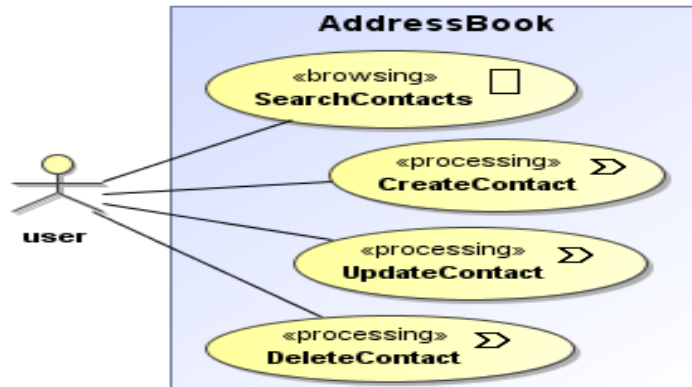 AddressBook
«browsing»
SearchContacts
«processing»
CreateContact
user
«processing»
UpdateContact
«processing»
DeleteContact